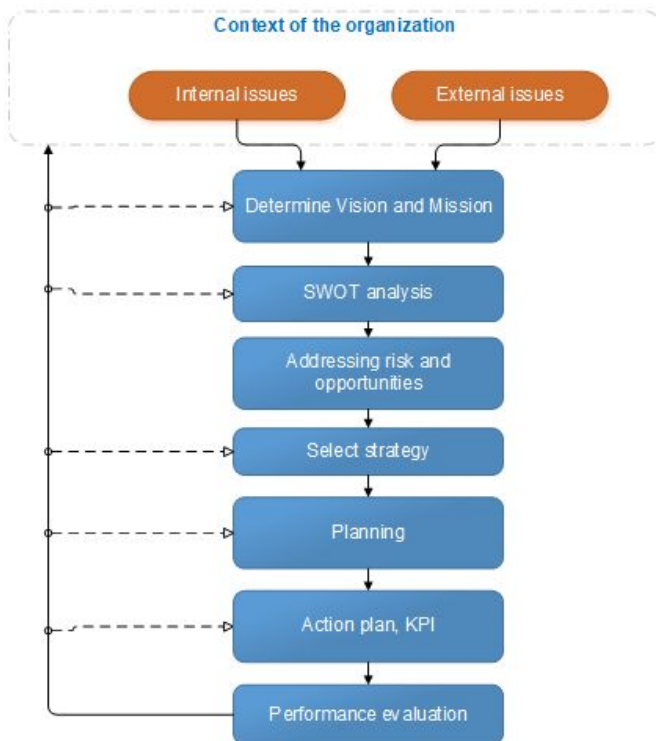 Context of the organization
Internal issues
External issues
Determine Vision and Mission
SWOT analysis
Addressing risk and
opportunities
Select strategy
Planning
Action plan, KPI
Performance evaluation